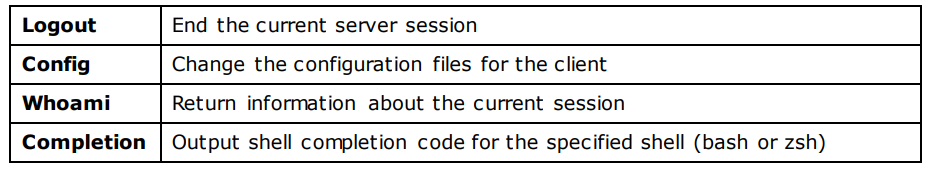 Logout End the current server session
Config Change the configuration files for the client
Whoami Return information about the current session
Completion Output shell completion code for the specified shell (bash or zsh)